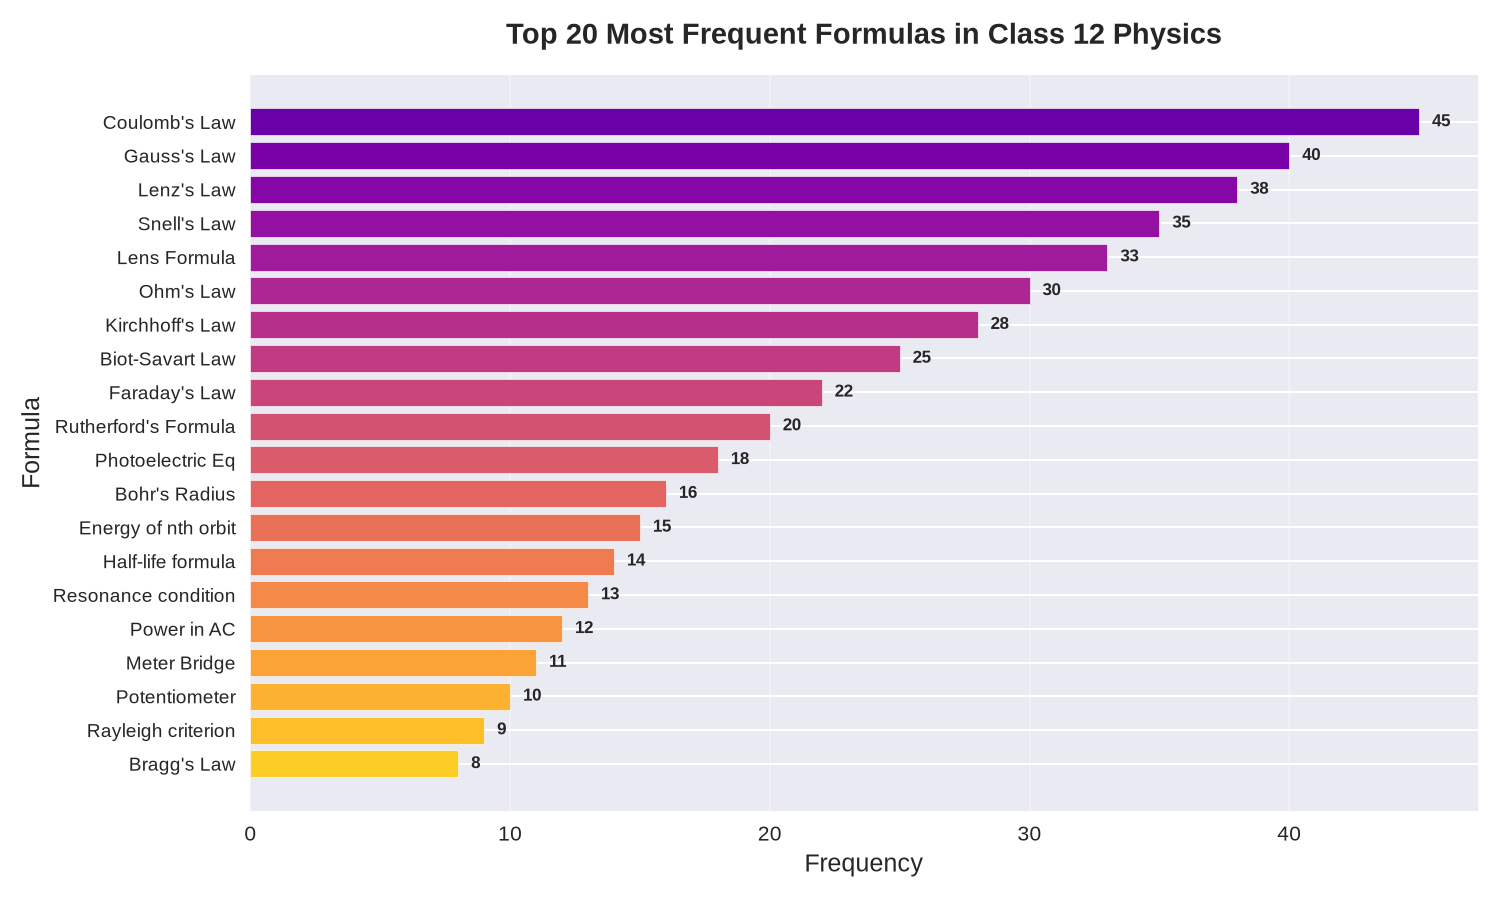 Top 20 Most Frequent Formulas in Class 12 Physics
Formula
Coulomb's Law 45
Gauss's Law 40
Lenz's Law 38
Snell's Law 35
Lens Formula 33
Ohm's Law 30
Kirchhoff's Law 28
Biot-Savart Law 25
Faraday's Law 22
Rutherford's Formula 20
Photoelectric Eq 18
Bohr's Radius 16
Energy of nth orbit 15
Half-life formula 14
Resonance condition 13
Power in AC 12
Meter Bridge 11
Potentiometer 10
Rayleigh criterion 9
Bragg's Law 8
0 10 20 30 40
Frequency